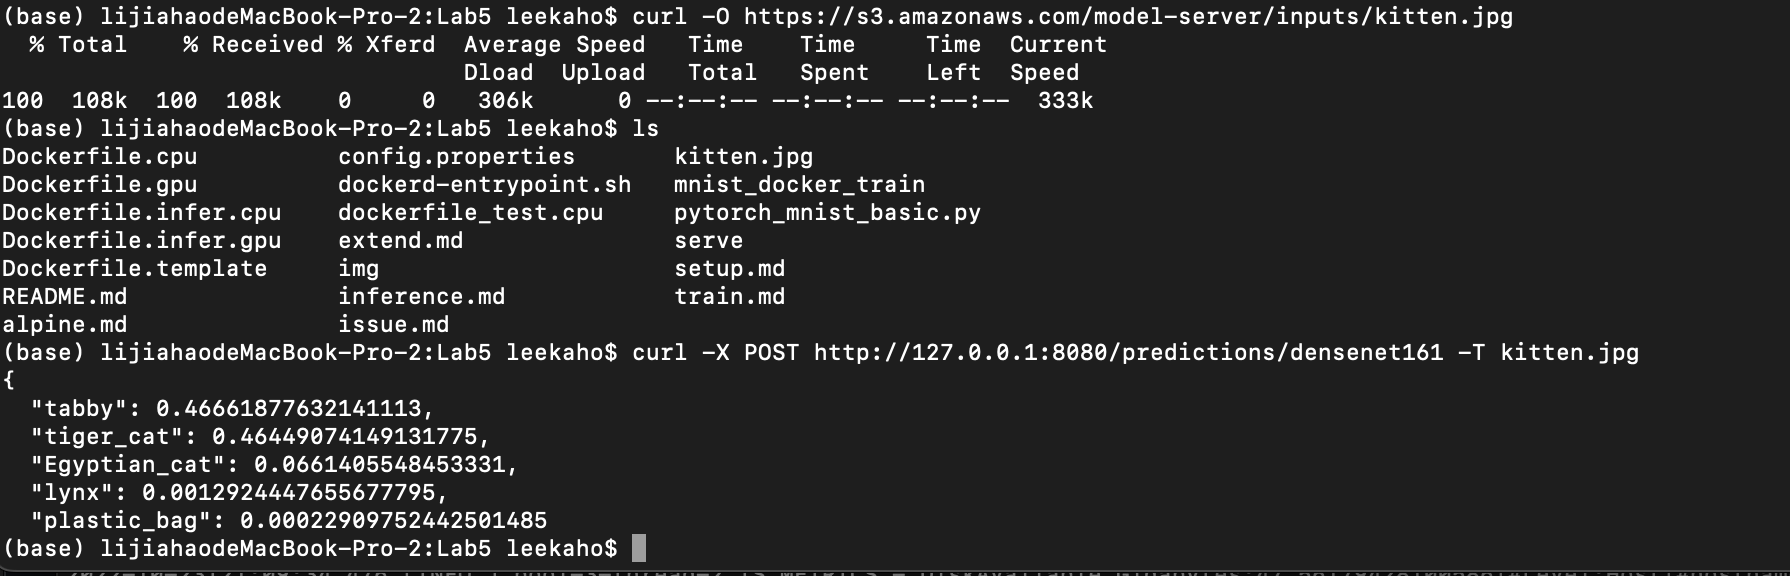 (base) lijiahaodeMacBook-Pro-2:Lab5 leekaho$ curl -O https://s3.amazonaws.com/model-server/inputs/kitten.jpg
  % Total    % Received % Xferd  Average Speed   Time    Time     Time  Current
                                 Dload  Upload   Total   Spent    Left  Speed
100  108k  100  108k    0     0   306k      0 --:--:-- --:--:-- --:--:--  333k
(base) lijiahaodeMacBook-Pro-2:Lab5 leekaho$ ls
Dockerfile.cpu          config.properties       kitten.jpg
Dockerfile.gpu          dockerd-entrypoint.sh   mnist_docker_train
Dockerfile.infer.cpu    dockerfile_test.cpu     pytorch_mnist_basic.py
Dockerfile.infer.gpu    extend.md               serve
Dockerfile.template     img                     setup.md
README.md               inference.md            train.md
alpine.md               issue.md
(base) lijiahaodeMacBook-Pro-2:Lab5 leekaho$ curl -X POST http://127.0.0.1:8080/predictions/densenet161 -T kitten.jpg
{
  "tabby": 0.46661877632141113,
  "tiger_cat": 0.46449074149131775,
  "Egyptian_cat": 0.0661405548453331,
  "lynx": 0.0012924447655677795,
  "plastic_bag": 0.00022909752442501485
(base) lijiahaodeMacBook-Pro-2:Lab5 leekaho$